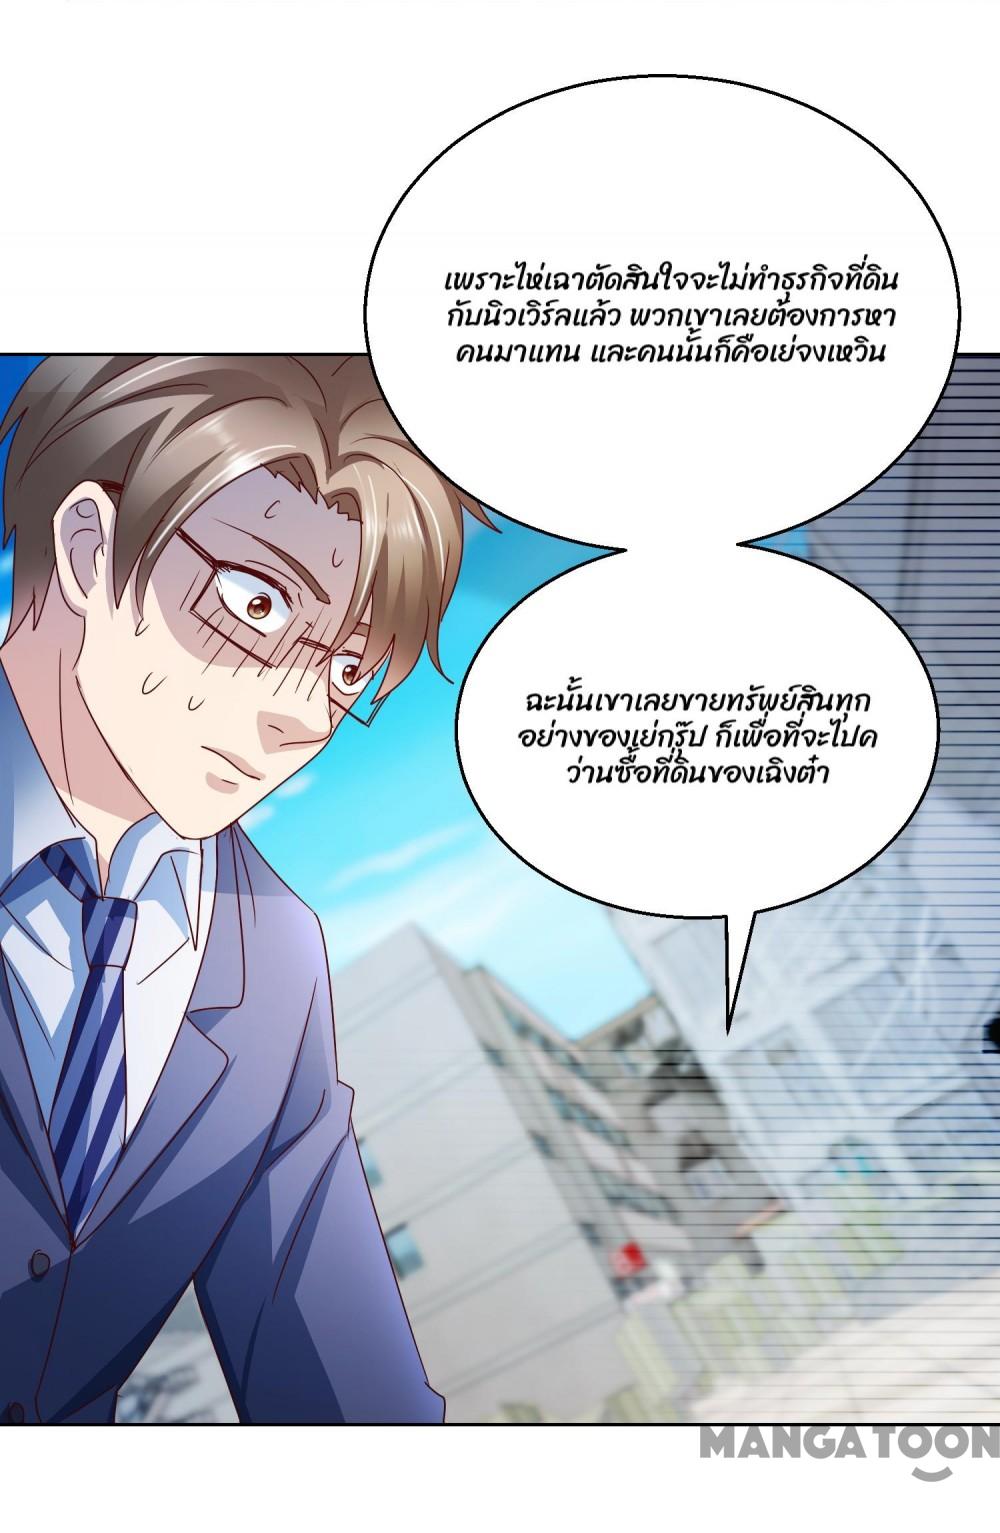 เพราะไห่เฉาตัดสินใจจะไม่ทำธุรกิจที่ดิน
กับนิวเวิร์ลแล้ว พวกเขาเลยต้องการหา
คนมาแทน และคนนั้นก็คือเย่จงเหวิน
ฉะนั้นเขาเลยขายทรัพย์สินทุก
อย่างของเย่กรุ๊ป ก็เพื่อที่จะไปค
ว่านซื้อที่ดินของเฉิงต๋า
MANGATOON